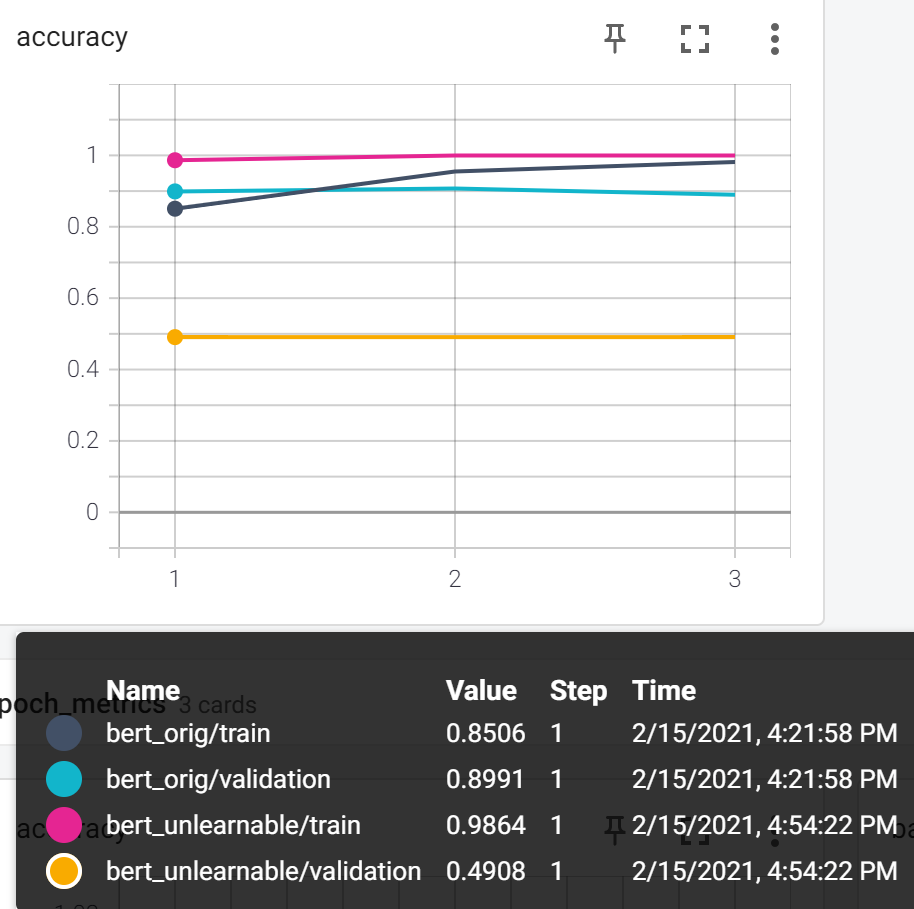 accuracy
1
0.8
0.6
0.4
0.2
0
1 2 3
Name Value Step Time
poch_metrics 3 cards
bert_orig/train 0.8506 1 2/15/2021, 4:21:58 PM
bert_orig/validation 0.8991 1 2/15/2021, 4:21:58 PM
bert_unlearnable/train 0.9864 1 2/15/2021, 4:54:22 PM
bert_unlearnable/validation 0.4908 1 2/15/2021, 4:54:22 PM